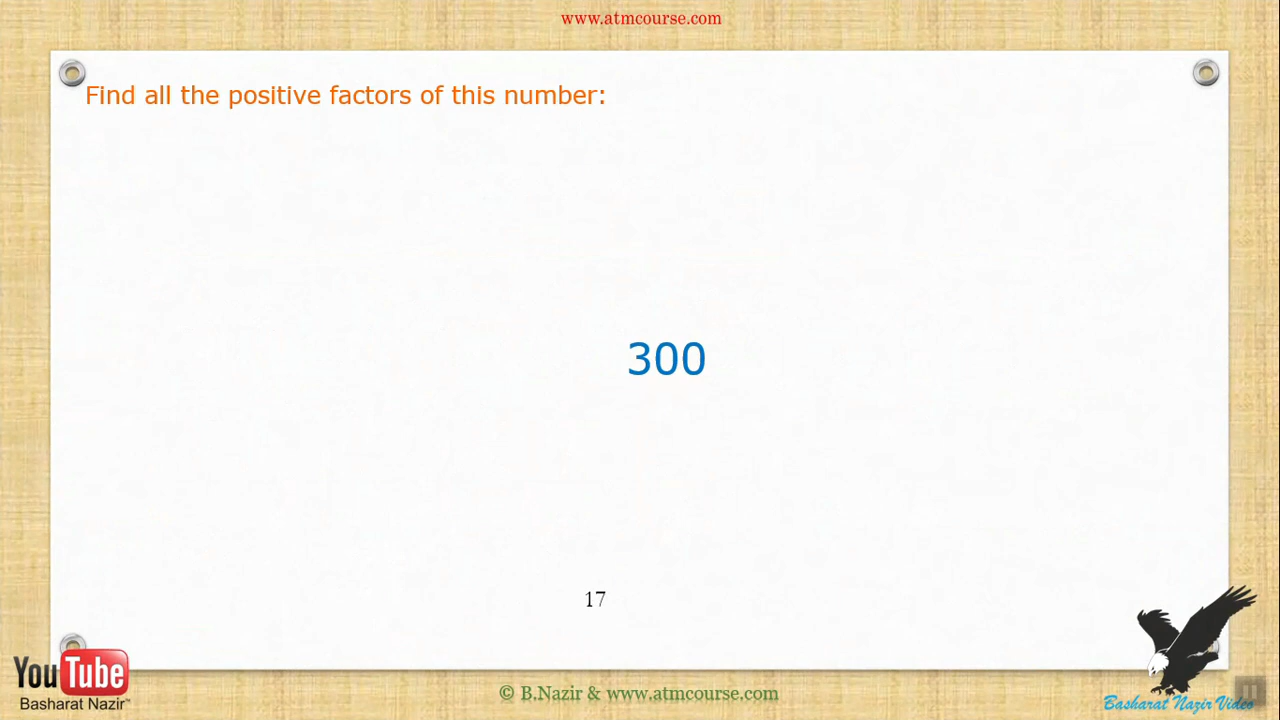 www.atmcourse.com
Find all the positive factors of this number:
300
17
YouTube
Basharat Nazir™
© B.Nazir & www.atmcourse.com
Basharat Nazir Video